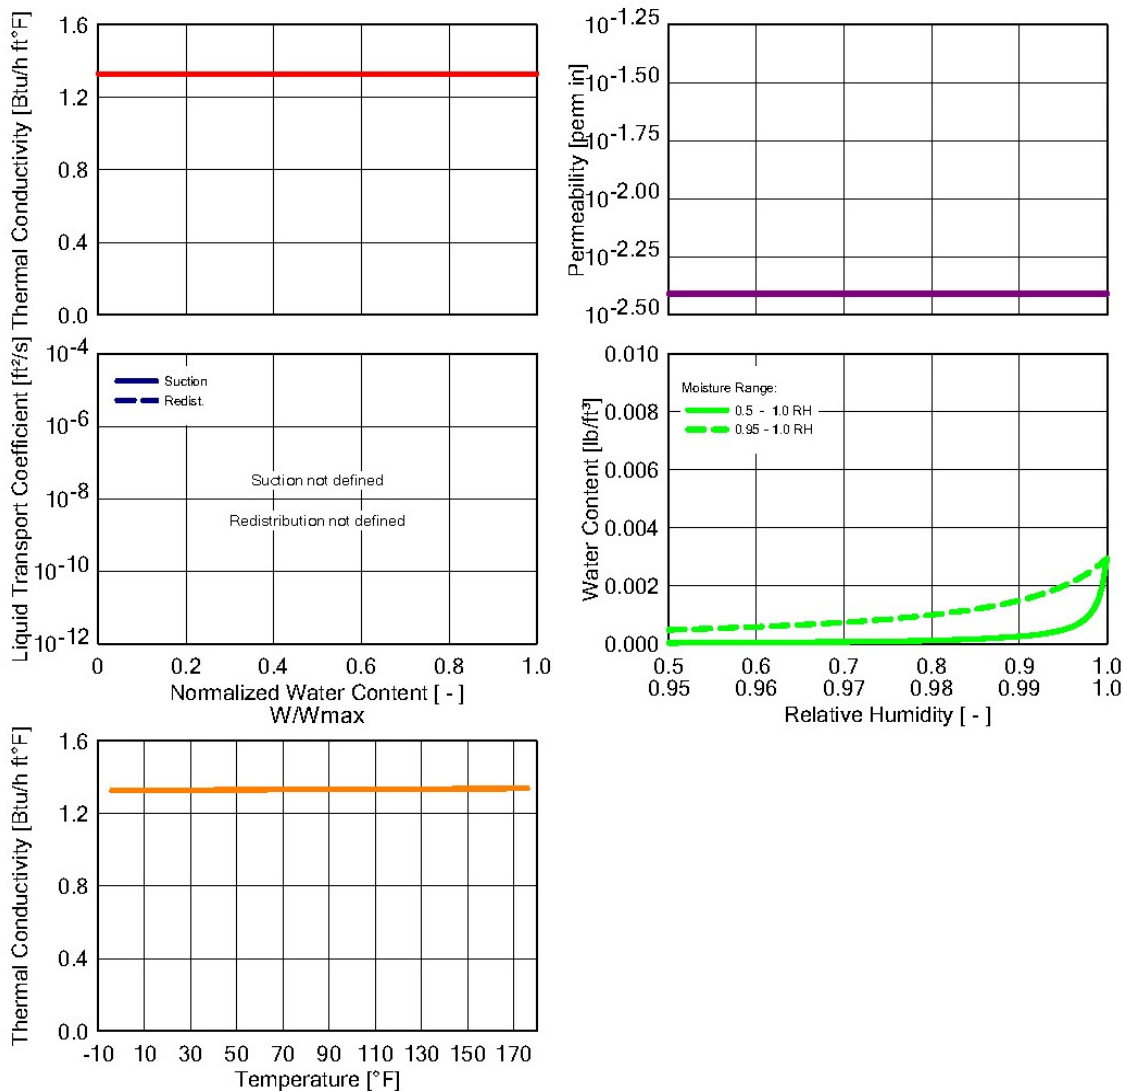 Thermal Conductivity [Btu/h ft°F]
1.6
1.2
0.8
0.4
0.0
Permeability [perm in]
10-1.25
10-1.50
10-1.75
10-2.00
10-2.25
10-2.50
Liquid Transport Coefficient [ft²/s]
10-4
10-6
10-8
10-10
10-12
Suction
Redist.
Suction not defined
Redistribution not defined
0 0.2 0.4 0.6 0.8 1.0
Normalized Water Content [ - ]
W/Wmax
Water Content [lb/ft³]
0.010
0.008
0.006
0.004
0.002
0.000
Moisture Range:
0.5 - 1.0 RH
0.95 - 1.0 RH
0.5 0.6 0.7 0.8 0.9 1.0
0.95 0.96 0.97 0.98 0.99 1.0
Relative Humidity [ - ]
Thermal Conductivity [Btu/h ft°F]
1.6
1.2
0.8
0.4
0.0
-10 10 30 50 70 90 110 130 150 170
Temperature [°F]